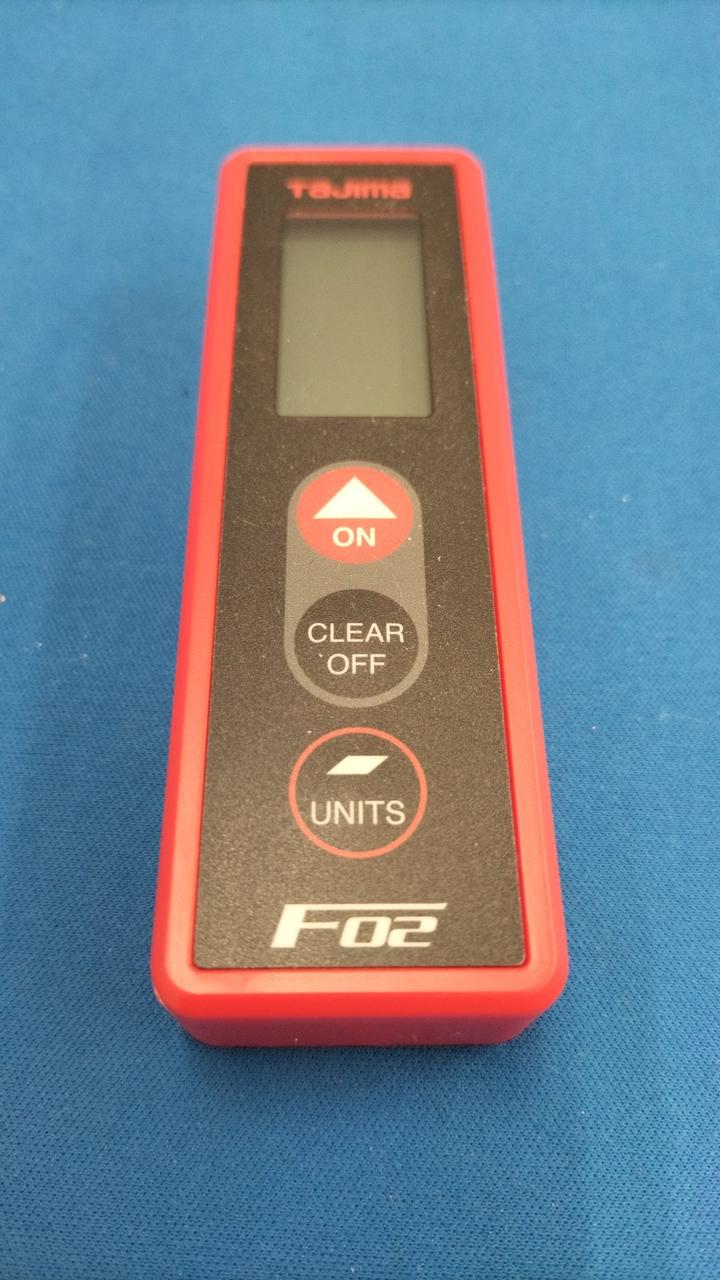 TAJIMA
ON
CLEAR
OFF
UNITS
F02